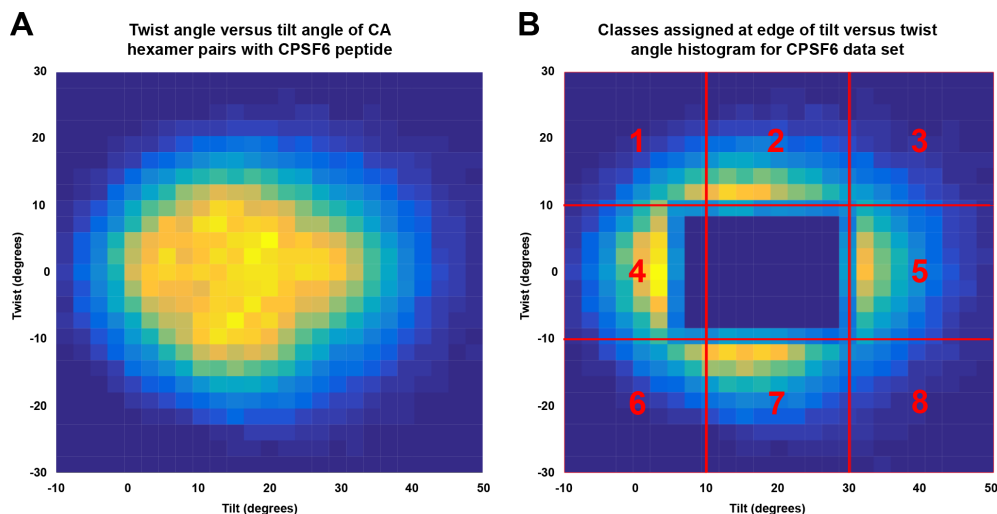 A
Twist angle versus tilt angle of CA
hexamer pairs with CPSF6 peptide
30
20
10
0
-10
-20
-30
Twist (degrees)
-10 0 10 20 30 40 50
Tilt (degrees)
B
Classes assigned at edge of tilt versus twist
angle histogram for CPSF6 data set
30
20
10
0
-10
-20
-30
Twist (degrees)
1 2 3
4 5
6 7 8
-10 0 10 20 30 40 50
Tilt (degrees)